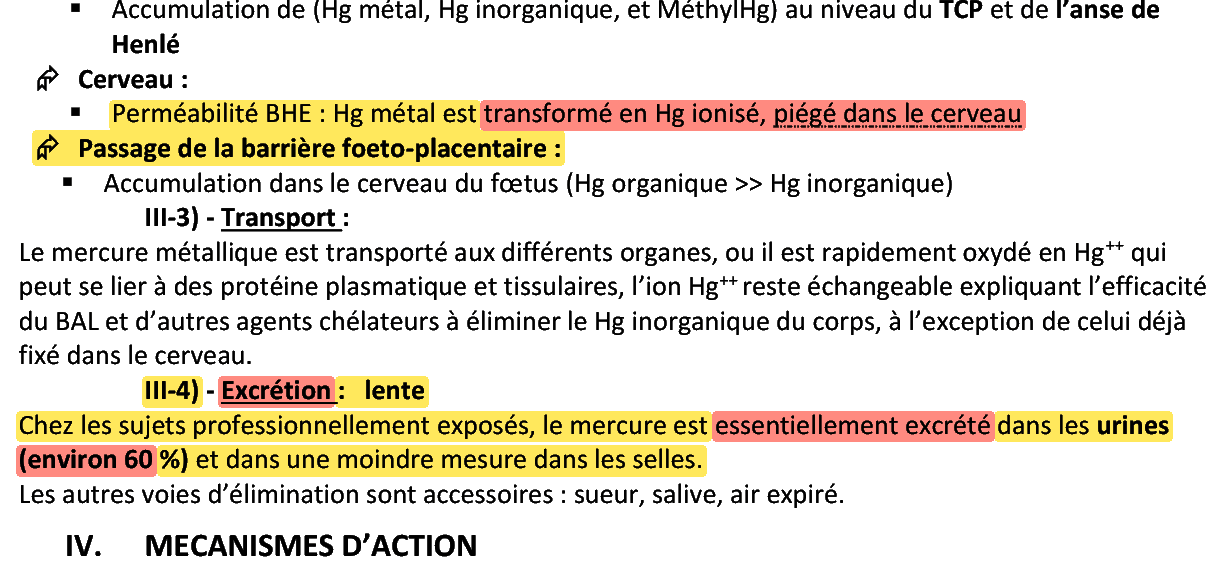 ▪ Accumulation de (Hg métal, Hg inorganique, et MéthylHg) au niveau du TCP et de l’anse de
Henlé
Cerveau :
▪ Perméabilité BHE : Hg métal est transformé en Hg ionisé, piégé dans le cerveau
Passage de la barrière foeto-placentaire :
▪ Accumulation dans le cerveau du fœtus (Hg organique >> Hg inorganique)
III-3) - Transport :
Le mercure métallique est transporté aux différents organes, ou il est rapidement oxydé en Hg⁺⁺ qui
peut se lier à des protéine plasmatique et tissulaires, l’ion Hg⁺⁺ reste échangeable expliquant l’efficacité
du BAL et d’autres agents chélateurs à éliminer le Hg inorganique du corps, à l’exception de celui déjà
fixé dans le cerveau.
III-4) - Excrétion : lente
Chez les sujets professionnellement exposés, le mercure est essentiellement excrété dans les urines
(environ 60 %) et dans une moindre mesure dans les selles.
Les autres voies d’élimination sont accessoires : sueur, salive, air expiré.
IV. MECANISMES D’ACTION